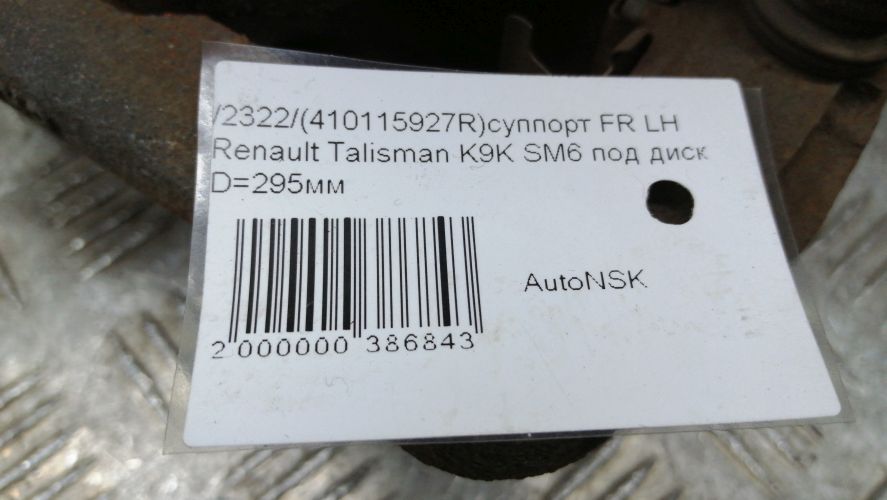 /2322/(410115927R)суппорт FR LH
Renault Talisman K9K SM6 под диск
D=295мм
AutoNSK
2 000000 386843